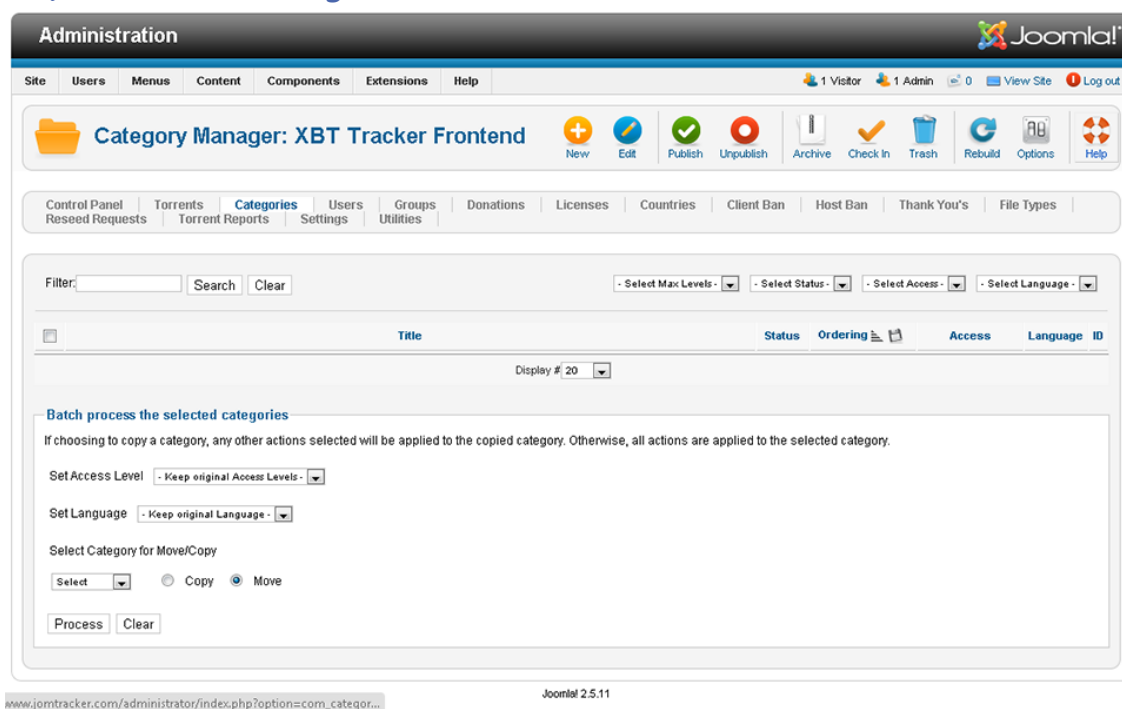 Administration
Joomla!
Site Users Menus Content Components Extensions Help 1 Visitor 1 Admin 0 View Site Log out
Category Manager: XBT Tracker Frontend
New Edit Publish Unpublish Archive Check In Trash Rebuild Options Help
Control Panel Torrents Categories Users Groups Donations Licenses Countries Client Ban Host Ban Thank You's File Types
Reseed Requests Torrent Reports Settings Utilities
Filter: Search Clear - Select Max Levels - - Select Status - - Select Access - - Select Language -
Title Status Ordering Access Language ID
Display # 20
Batch process the selected categories
If choosing to copy a category, any other actions selected will be applied to the copied category. Otherwise, all actions are applied to the selected category.
Set Access Level - Keep original Access Levels -
Set Language - Keep original Language -
Select Category for Move/Copy
Select Copy Move
Process Clear
Joomla! 2.5.11
www.jomtracker.com/administrator/index.php?option=com_categor...